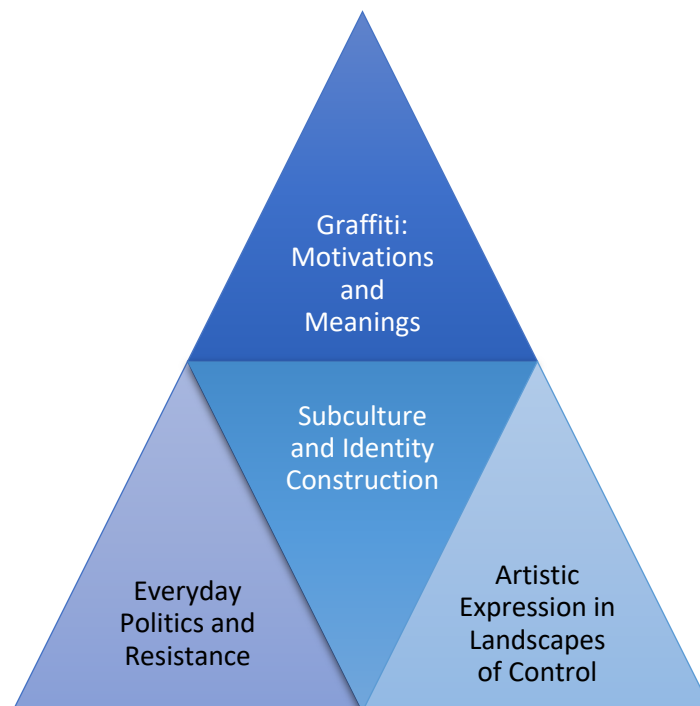 Graffiti:
Motivations
and
Meanings
Subculture
and Identity
Construction
Everyday
Politics and
Resistance
Artistic
Expression in
Landscapes
of Control